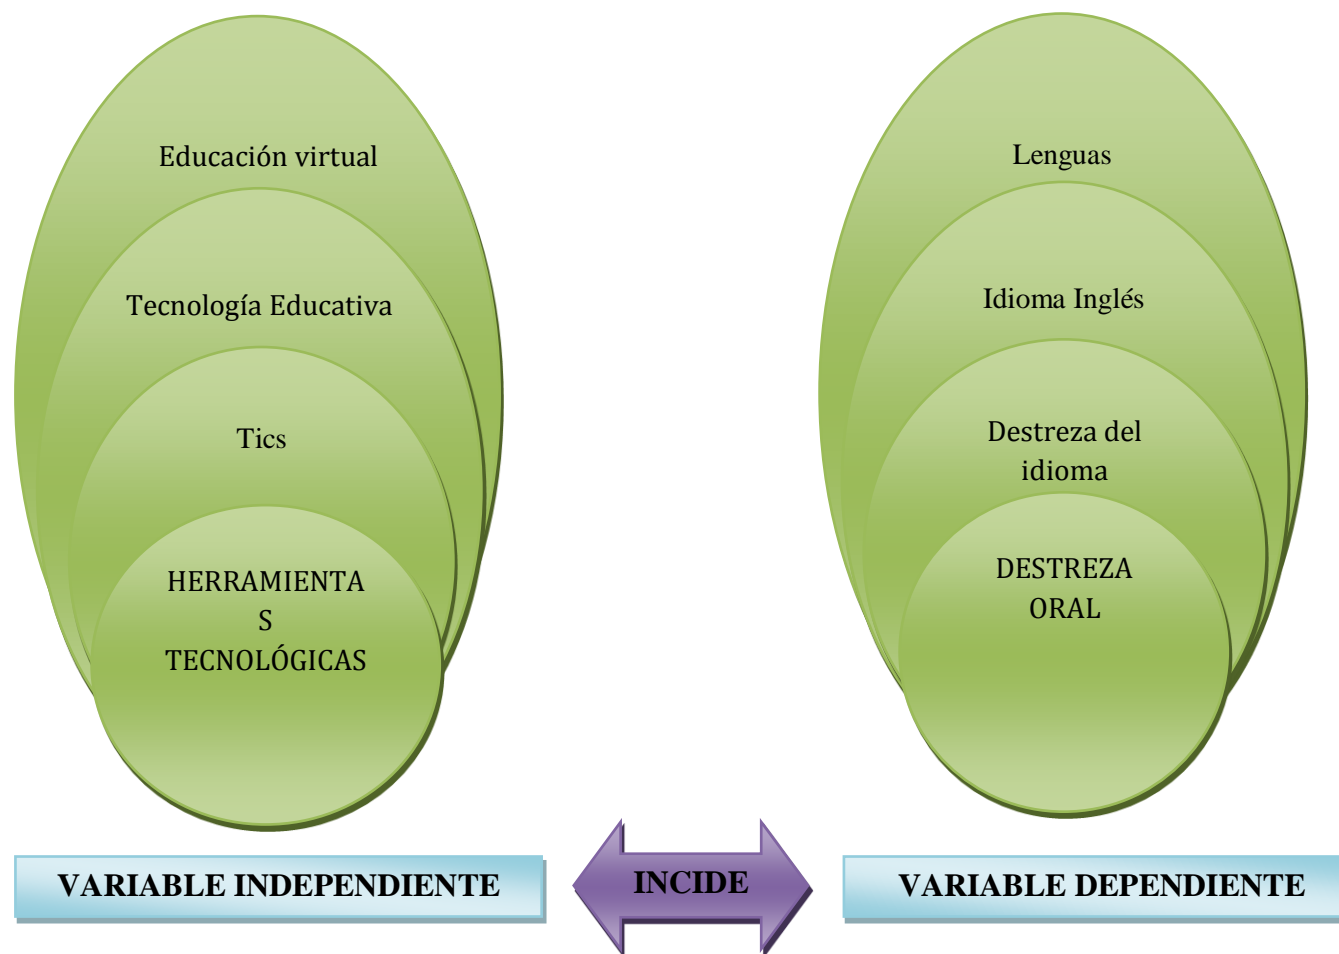 Educación virtual
Tecnología Educativa
Tics
HERRAMIENTA
S
TECNOLÓGICAS
Lenguas
Idioma Inglés
Destreza del
idioma
DESTREZA
ORAL
VARIABLE INDEPENDIENTE
INCIDE
VARIABLE DEPENDIENTE